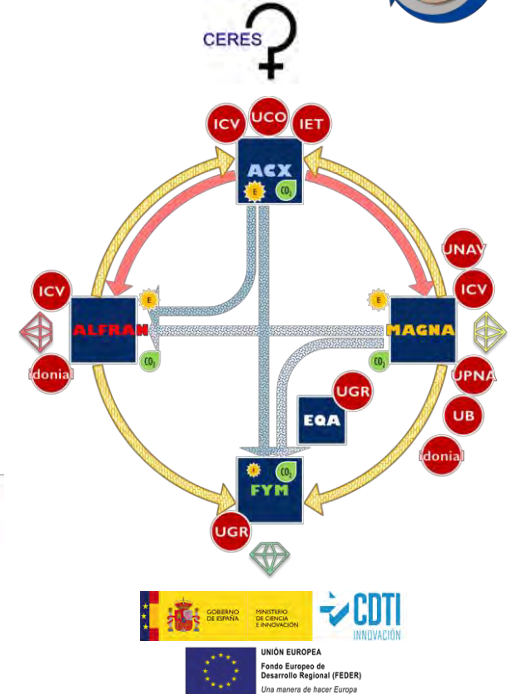 CERES
ICV
UCO
IET
ACX
E
CO2
UNAV
ICV
ICV
E
E
ALFRAN
MAGNA
CO2
CO2
Idonial
UPNA
UGR
EQA
UB
Idonial
E
CO2
FYM
UGR
GOBIERNO
DE ESPAÑA
MINISTERIO
DE CIENCIA
E INNOVACIÓN
CDTI
INNOVACIÓN
UNIÓN EUROPEA
Fondo Europeo de
Desarrollo Regional (FEDER)
Una manera de hacer Europa